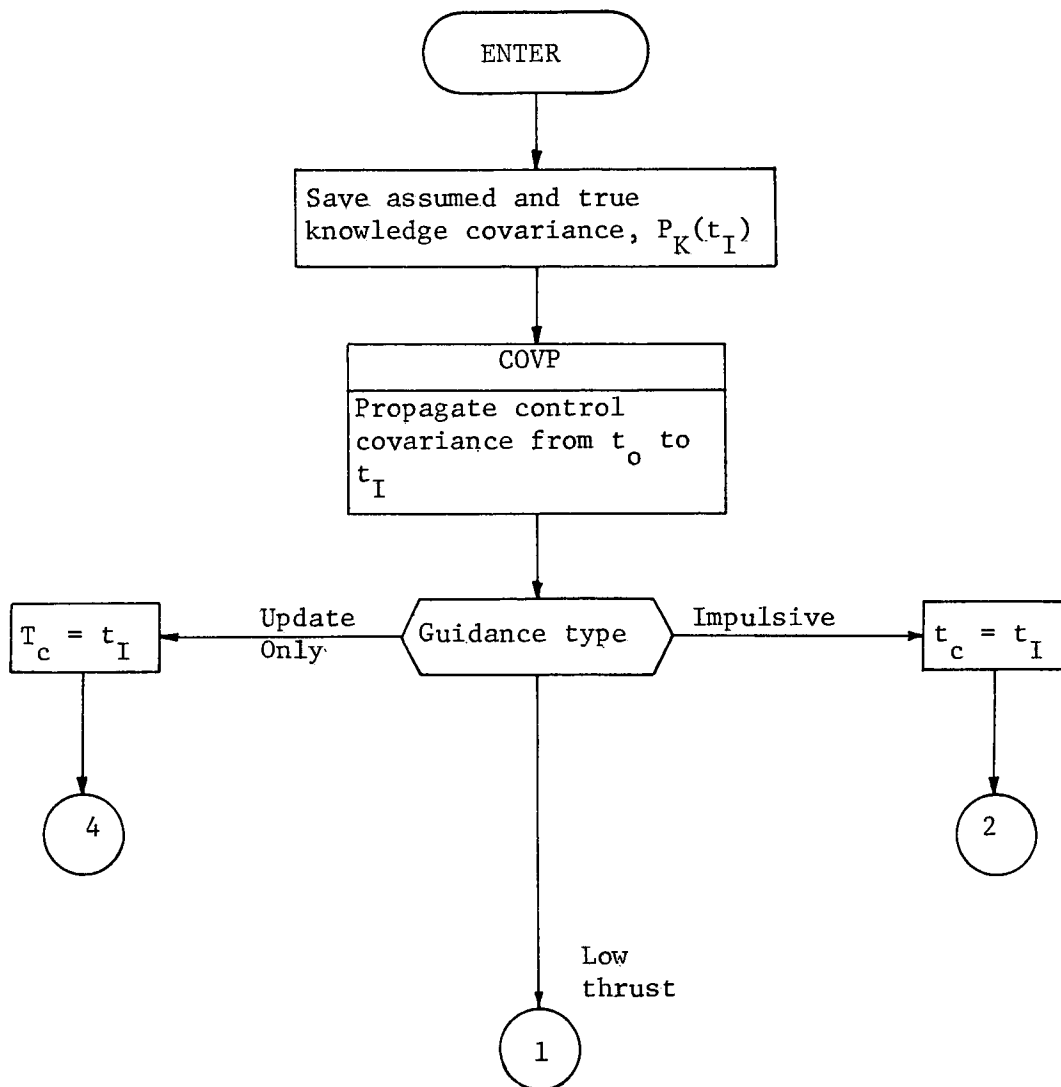 ENTER
Save assumed and true
knowledge covariance, P_K(t_I)
COVP
Propagate control
covariance from t_o to
t_I
Update
Only
Guidance type
Impulsive
T_c = t_I
t_c = t_I
4
2
Low
thrust
1